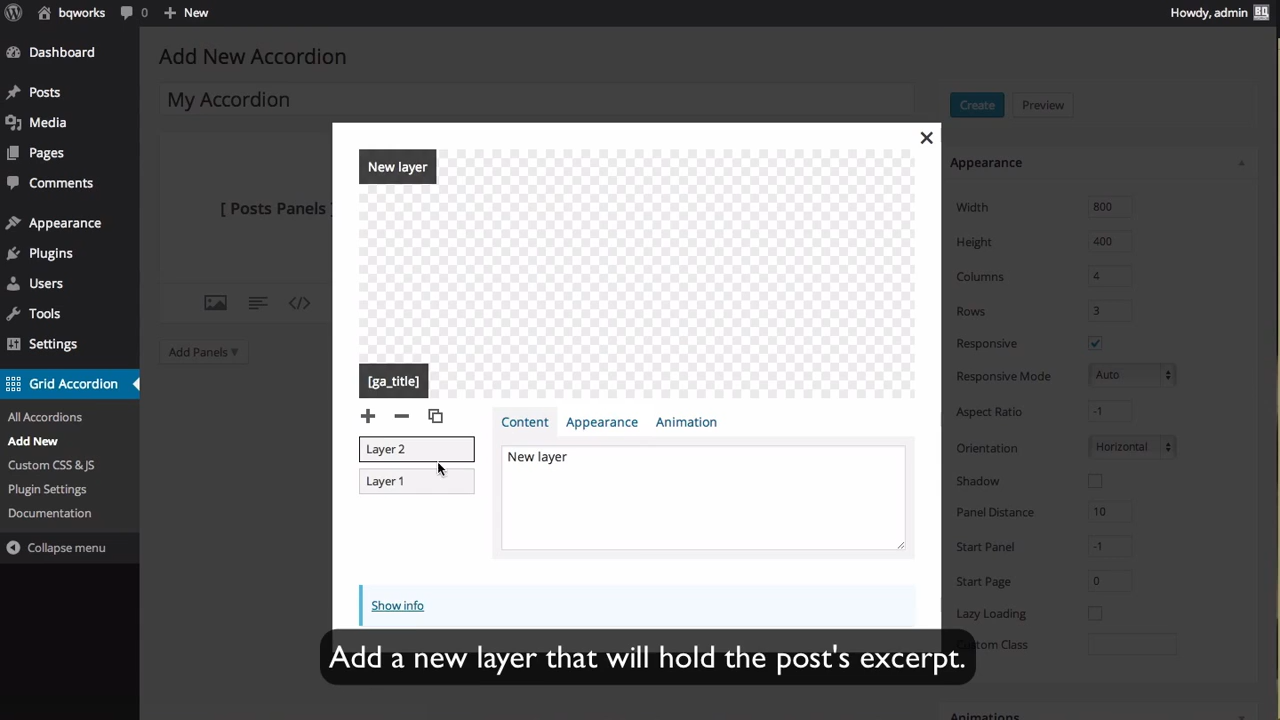 bqworks
0
New
Howdy, admin
Dashboard
Posts
Media
Pages
Comments
Appearance
Plugins
Users
Tools
Settings
Grid Accordion
All Accordions
Add New
Custom CSS & JS
Plugin Settings
Documentation
Collapse menu
Add New Accordion
My Accordion
[ Posts Panels ]
Add Panels
New layer
[ga_title]
Layer 2
Layer 1
Content
Appearance
Animation
New layer
Show info
Create
Preview
Appearance
Width 800
Height 400
Columns 4
Rows 3
Responsive
Responsive Mode Auto
Aspect Ratio -1
Orientation Horizontal
Shadow
Panel Distance 10
Start Panel -1
Start Page 0
Lazy Loading
Custom Class
Animations
Add a new layer that will hold the post's excerpt.